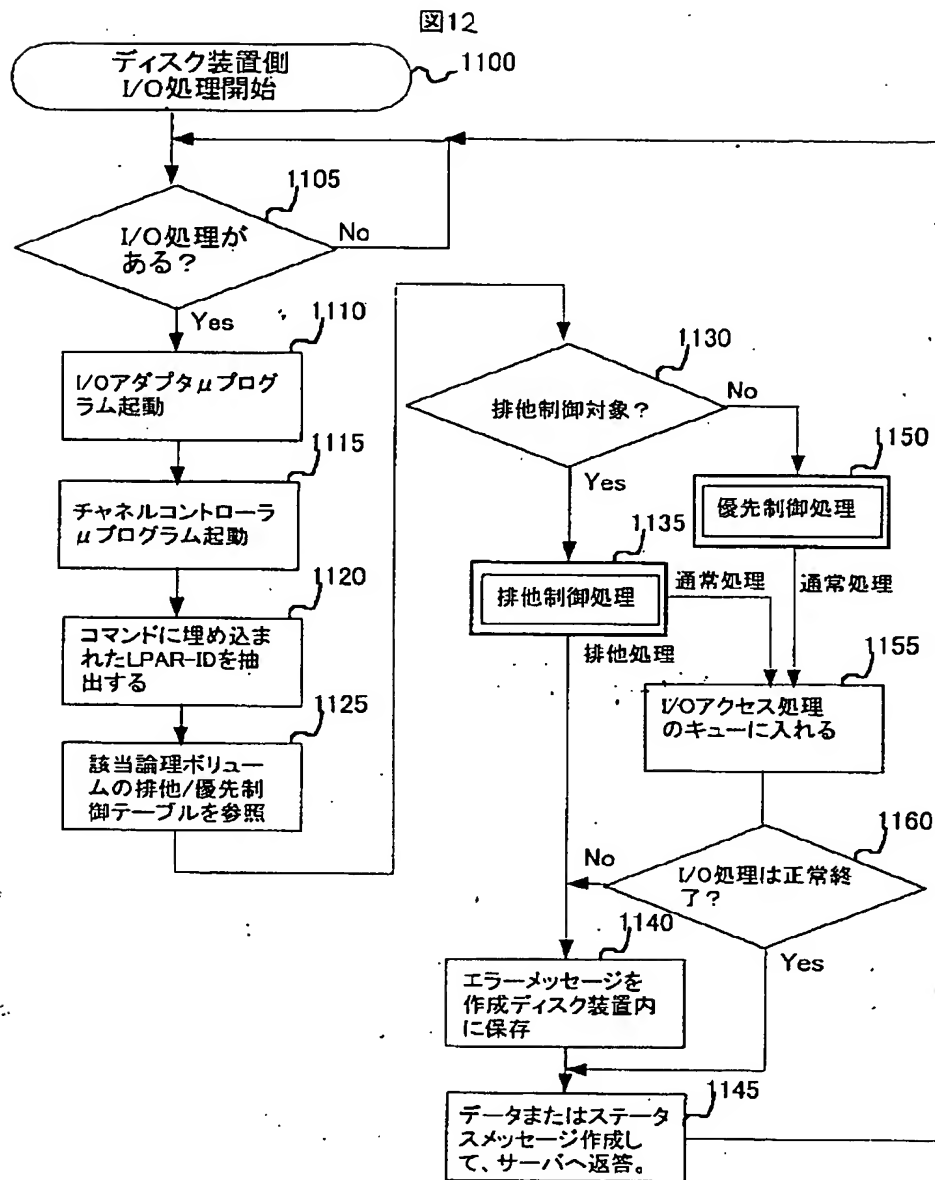 図12
ディスク装置側
I/O処理開始
1100
1105
I/O処理が
ある？
No
Yes
1110
I/Oアダプタμプログ
ラム起動
1115
チャネルコントローラ
μプログラム起動
1120
コマンドに埋め込ま
れたLPAR-IDを抽
出する
1125
該当論理ボリュー
ムの排他/優先制
御テーブルを参照
1130
排他制御対象？
No
Yes
1150
優先制御処理
1135
排他制御処理
通常処理
通常処理
排他処理
1155
I/Oアクセス処理
のキューに入れる
1160
I/O処理は正常終
了？
No
Yes
1140
エラーメッセージを
作成ディスク装置内
に保存
1145
データまたはステータ
スメッセージ作成し
て、サーバへ返答。